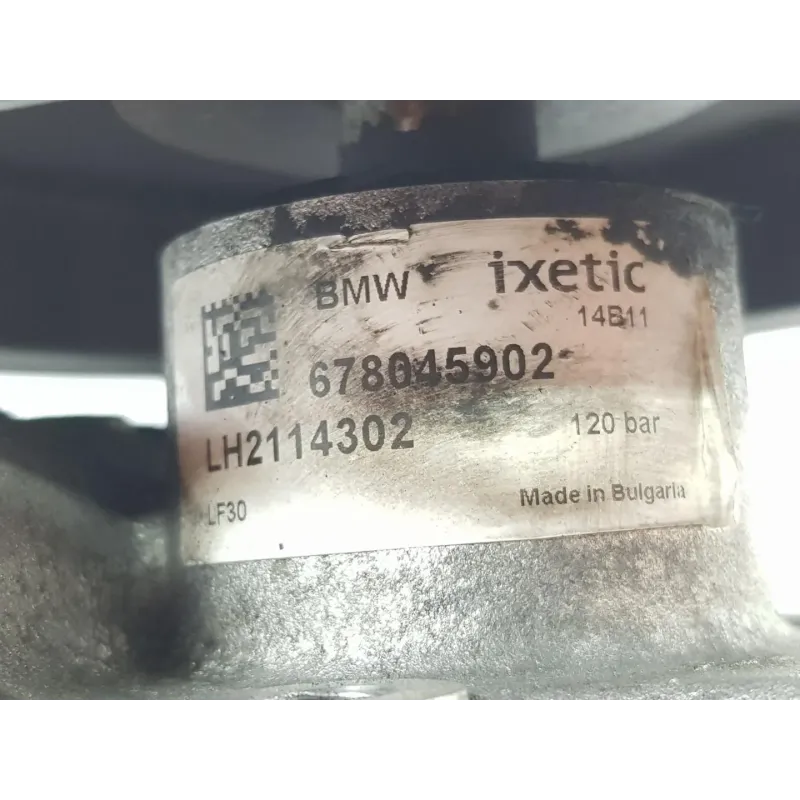 BMW ixetic
14B11
678045902
LH2114302 120 bar
LF30 Made in Bulgaria